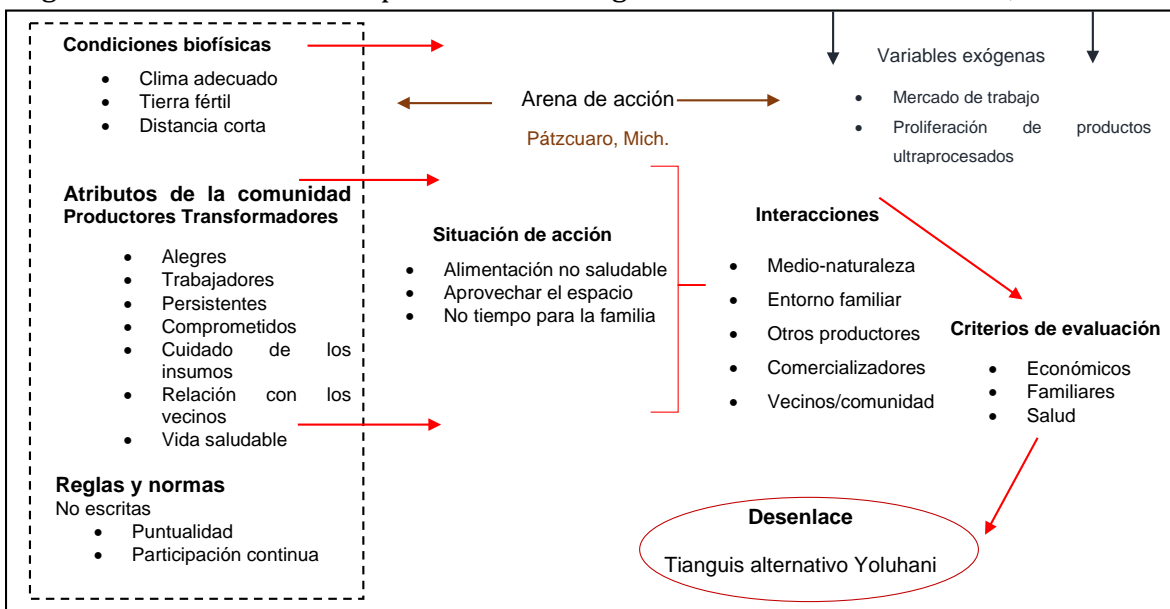 Condiciones biofísicas
• Clima adecuado
• Tierra fértil
• Distancia corta
Atributos de la comunidad
Productores Transformadores
• Alegres
• Trabajadores
• Persistentes
• Comprometidos
• Cuidado de los
insumos
• Relación con los
vecinos
• Vida saludable
Reglas y normas
No escritas
• Puntualidad
• Participación continua
Arena de acción
Pátzcuaro, Mich.
Situación de acción
• Alimentación no saludable
• Aprovechar el espacio
• No tiempo para la familia
Variables exógenas
• Mercado de trabajo
• Proliferación de productos
ultraprocesados
Interacciones
• Medio-naturaleza
• Entorno familiar
• Otros productores
• Comercializadores
• Vecinos/comunidad
Criterios de evaluación
• Económicos
• Familiares
• Salud
Desenlace
Tianguis alternativo Yoluhani